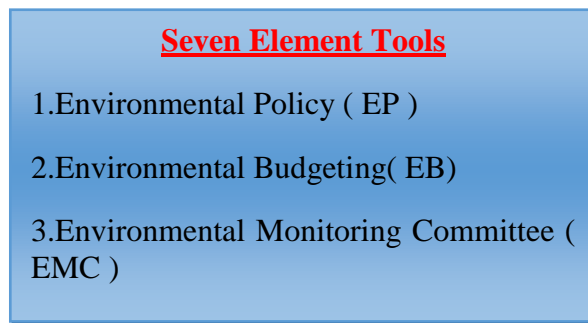 Seven Element Tools
1.Environmental Policy ( EP )
2.Environmental Budgeting( EB)
3.Environmental Monitoring Committee (
EMC )